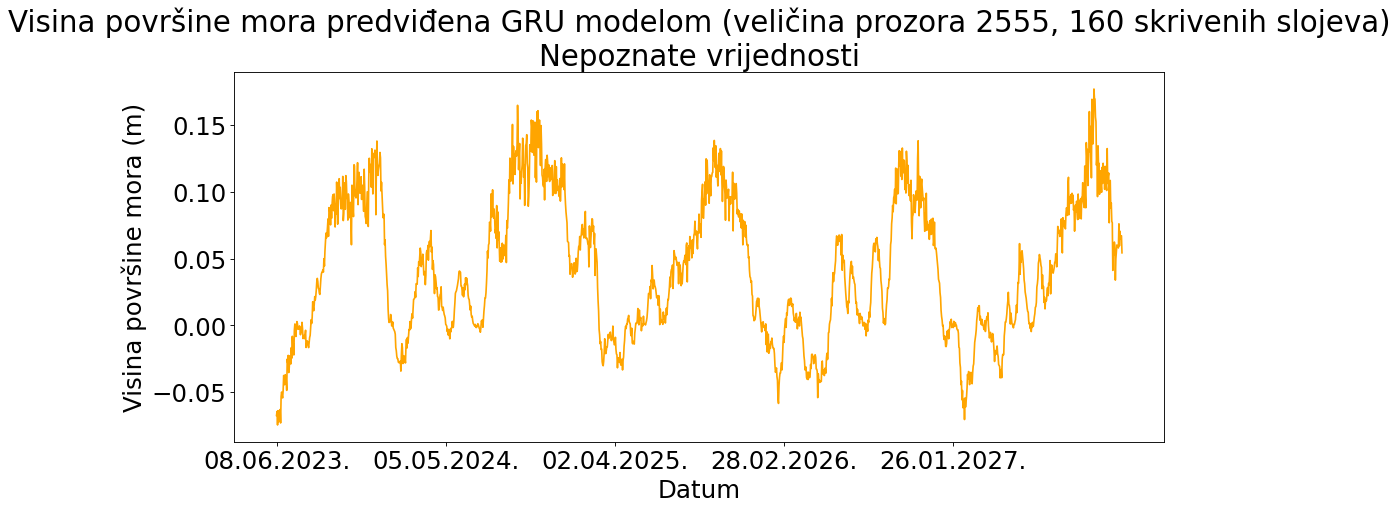 Visina površine mora predviđena GRU modelom (veličina prozora 2555, 160 skrivenih slojeva)
Nepoznate vrijednosti
Visina površine mora (m)
0.15
0.10
0.05
0.00
−0.05
08.06.2023. 05.05.2024. 02.04.2025. 28.02.2026. 26.01.2027.
Datum